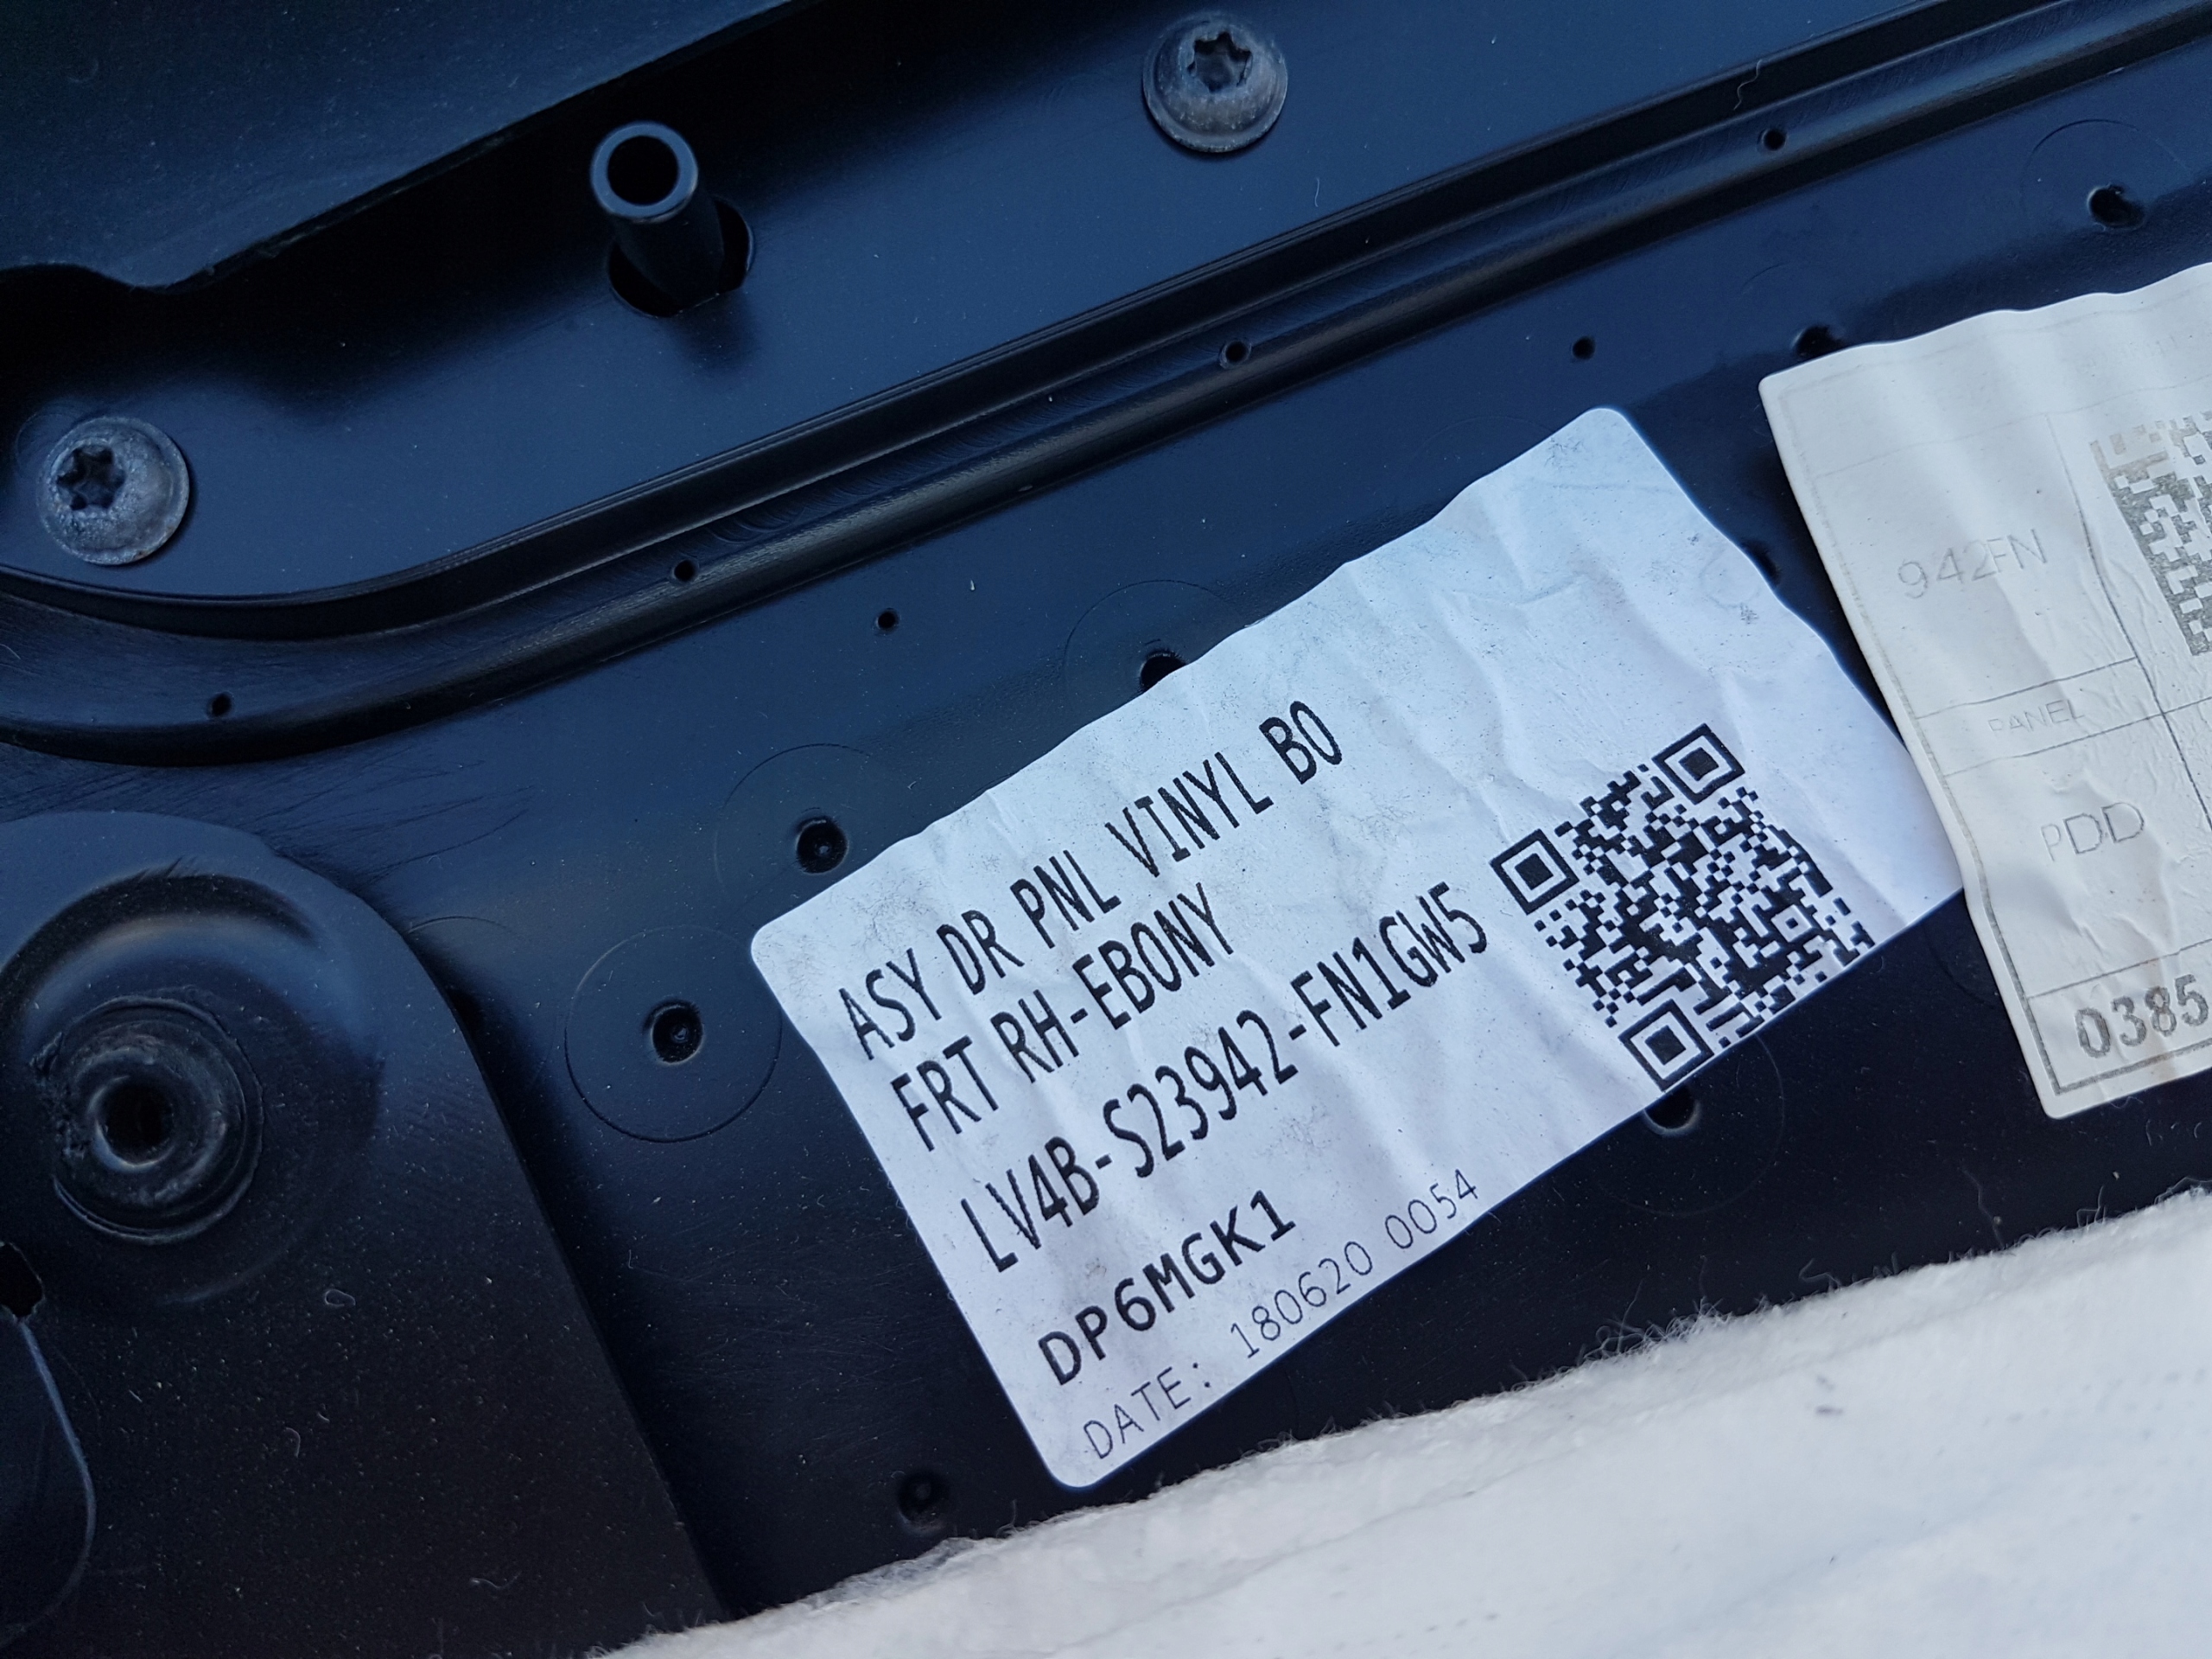 ASY DR PNL VINYL BO
FRT RH-EBONY
LV4B-S23942-FN1GW5
DP6MGK1
DATE: 180620 0054
942FN
PANEL
PDD
0385